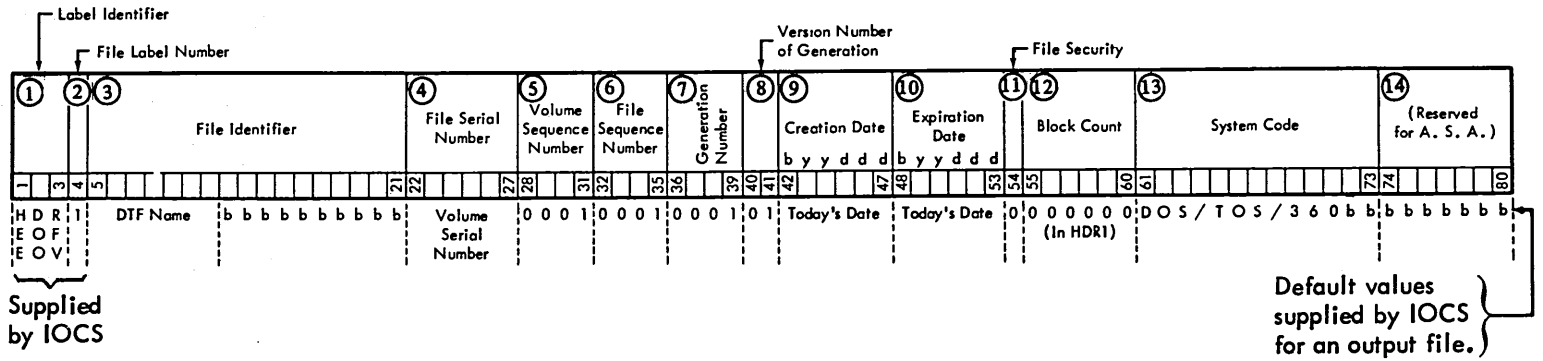 Label Identifier
File Label Number
Version Number
of Generation
File Security
1
2
3
File Identifier
4
File Serial
Number
5
Volume
Sequence
Number
6
File
Sequence
Number
7
Generation
Number
8
9
Creation Date
b y y d d d
10
Expiration
Date
b y y d d d
11
12
Block Count
13
System Code
14
(Reserved
for A. S. A.)
1 3 4 5 21 22 27 28 31 32 35 36 39 40 41 42 47 48 53 54 55 60 61 73 74 80
H D R 1 DTF Name b b b b b b b b b b Volume 0 0 0 1 0 0 0 1 0 0 0 1 0 1 Today's Date Today's Date 0 0 0 0 0 0 0 D O S / T O S / 3 6 0 b b b b b b b b b
E O F Serial (In HDR1)
E O V Number
Supplied
by IOCS
Default values
supplied by IOCS
for an output file.